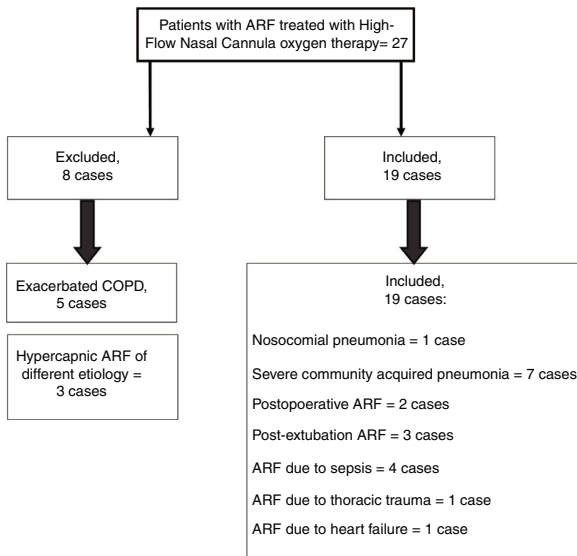 Patients with ARF treated with High-
Flow Nasal Cannula oxygen therapy= 27
Excluded,
8 cases
Included,
19 cases
Exacerbated COPD,
5 cases
Hypercapnic ARF of
different etiology =
3 cases
Included,
19 cases:
Nosocomial pneumonia = 1 case
Severe community acquired pneumonia = 7 cases
Postopoerative ARF = 2 cases
Post-extubation ARF = 3 cases
ARF due to sepsis = 4 cases
ARF due to thoracic trauma = 1 case
ARF due to heart failure = 1 case